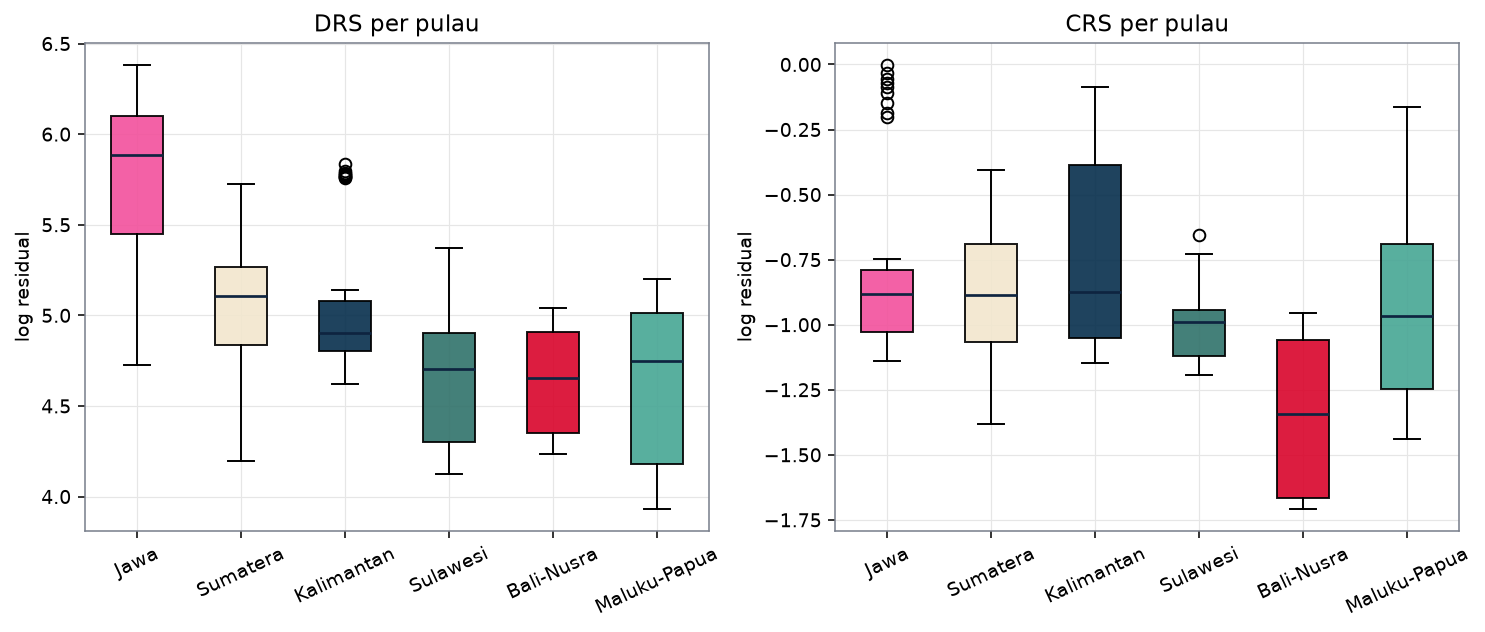 DRS per pulau
log residual
6.5
6.0
5.5
5.0
4.5
4.0
Jawa
Sumatera
Kalimantan
Sulawesi
Bali-Nusra
Maluku-Papua
CRS per pulau
log residual
0.00
−0.25
−0.50
−0.75
−1.00
−1.25
−1.50
−1.75
Jawa
Sumatera
Kalimantan
Sulawesi
Bali-Nusra
Maluku-Papua